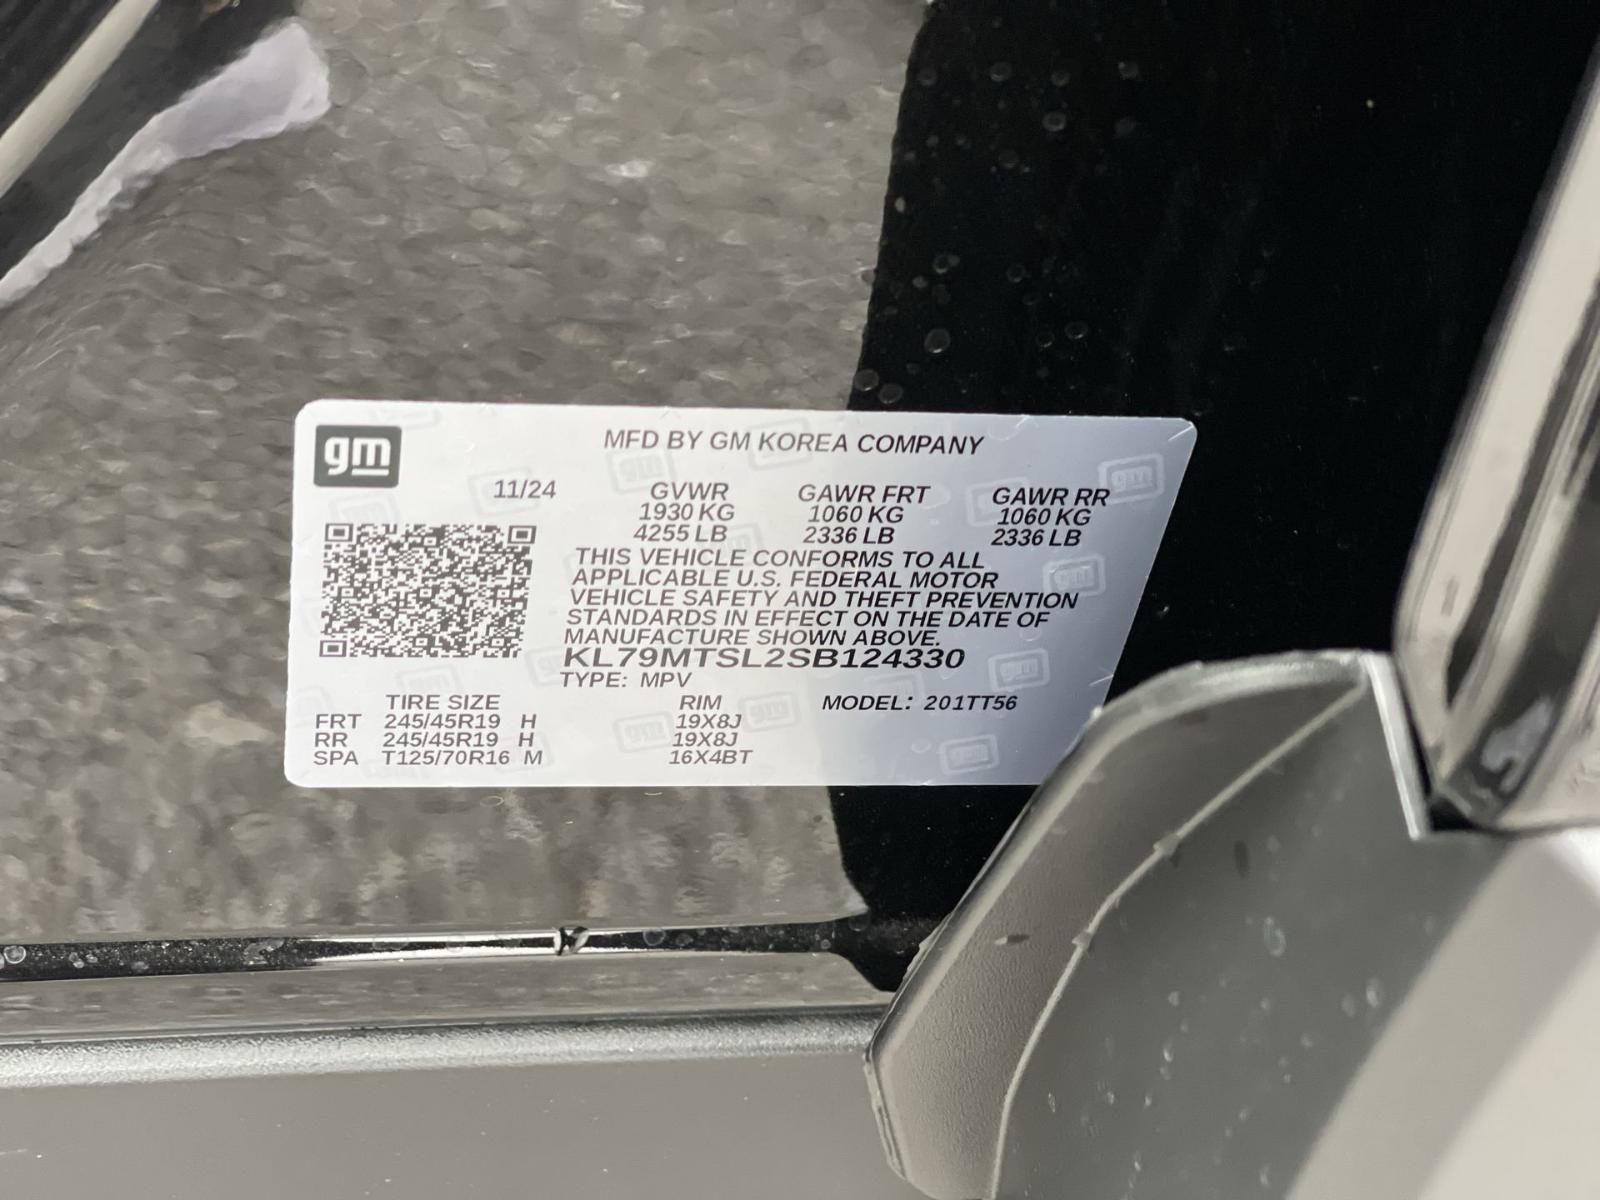 gm
MFD BY GM KOREA COMPANY
11/24 GVWR GAWR FRT GAWR RR
1930 KG 1060 KG 1060 KG
4255 LB 2336 LB 2336 LB
THIS VEHICLE CONFORMS TO ALL
APPLICABLE U.S. FEDERAL MOTOR
VEHICLE SAFETY AND THEFT PREVENTION
STANDARDS IN EFFECT ON THE DATE OF
MANUFACTURE SHOWN ABOVE.
KL79MTSL2SB124330
TYPE: MPV
TIRE SIZE RIM MODEL: 201TT56
FRT 245/45R19 H 19X8J
RR 245/45R19 H 19X8J
SPA T125/70R16 M 16X4BT